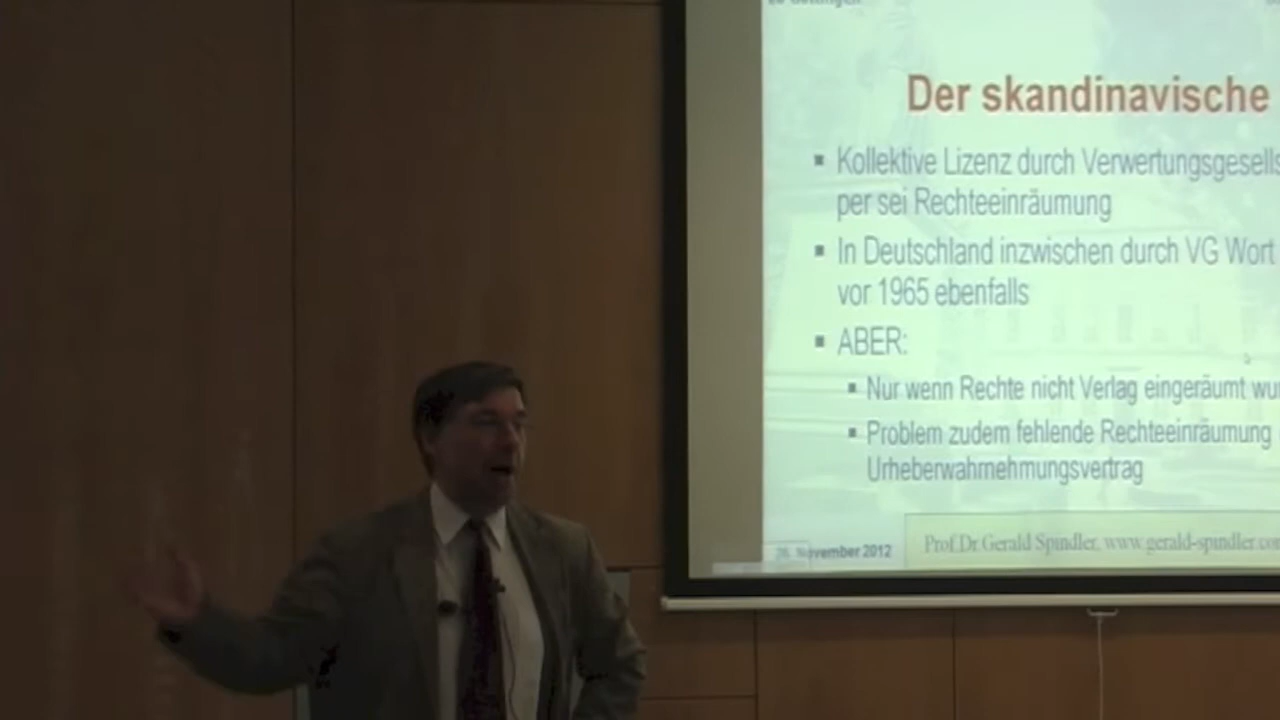 Der skandinavische
Kollektive Lizenz durch Verwertungsgesells
per sei Rechteeinräumung
In Deutschland inzwischen durch VG Wort
vor 1965 ebenfalls
ABER:
Nur wenn Rechte nicht Verlag eingeräumt wu
Problem zudem fehlende Rechteeinräumung
Urheberwahrnehmungsvertrag
26. November 2012
Prof.Dr.Gerald Spindler, www.gerald-spindler.co